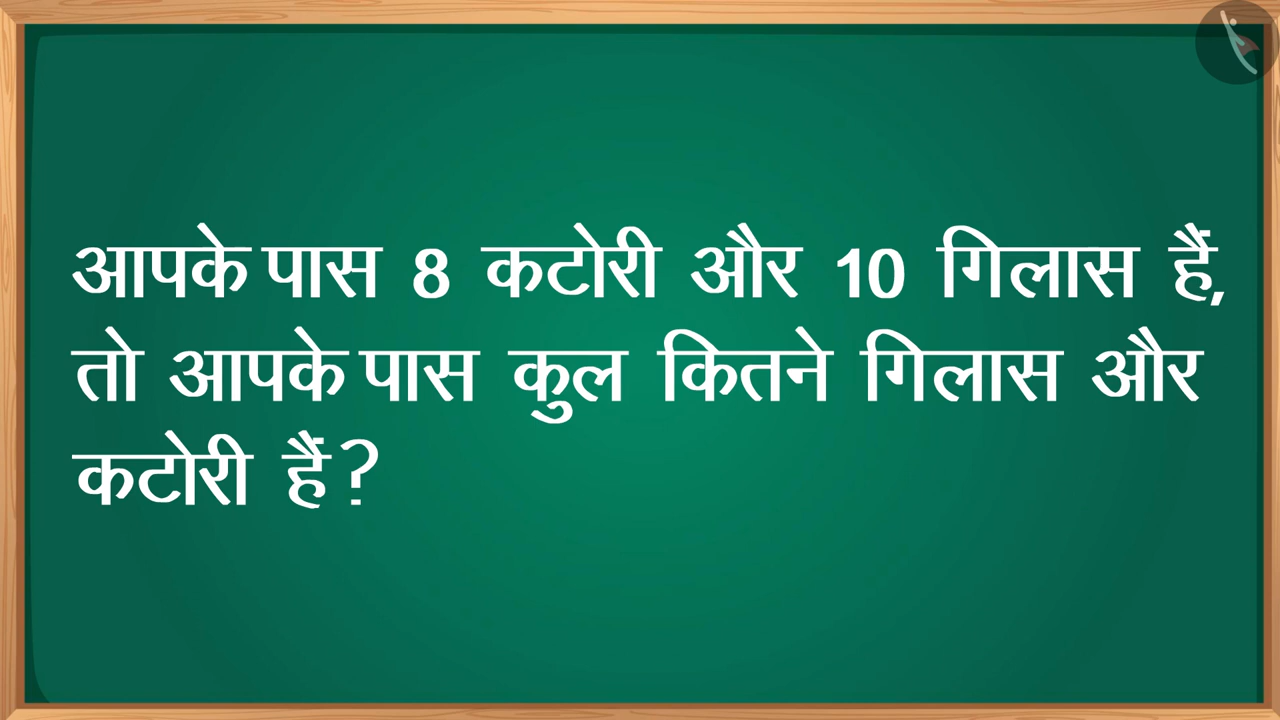 आपके पास 8 कटोरी और 10 गिलास हैं,
तो आपके पास कुल कितने गिलास और
कटोरी हैं?